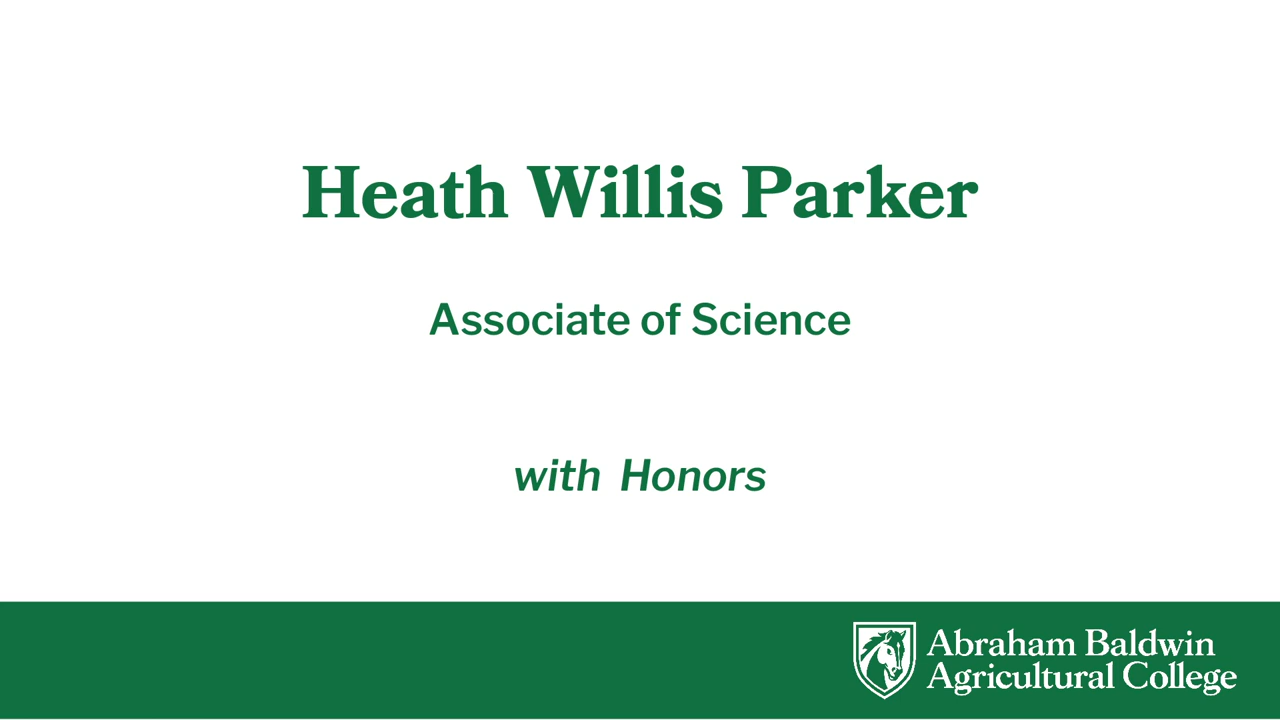 Heath Willis Parker
Associate of Science
with Honors
Abraham Baldwin
Agricultural College